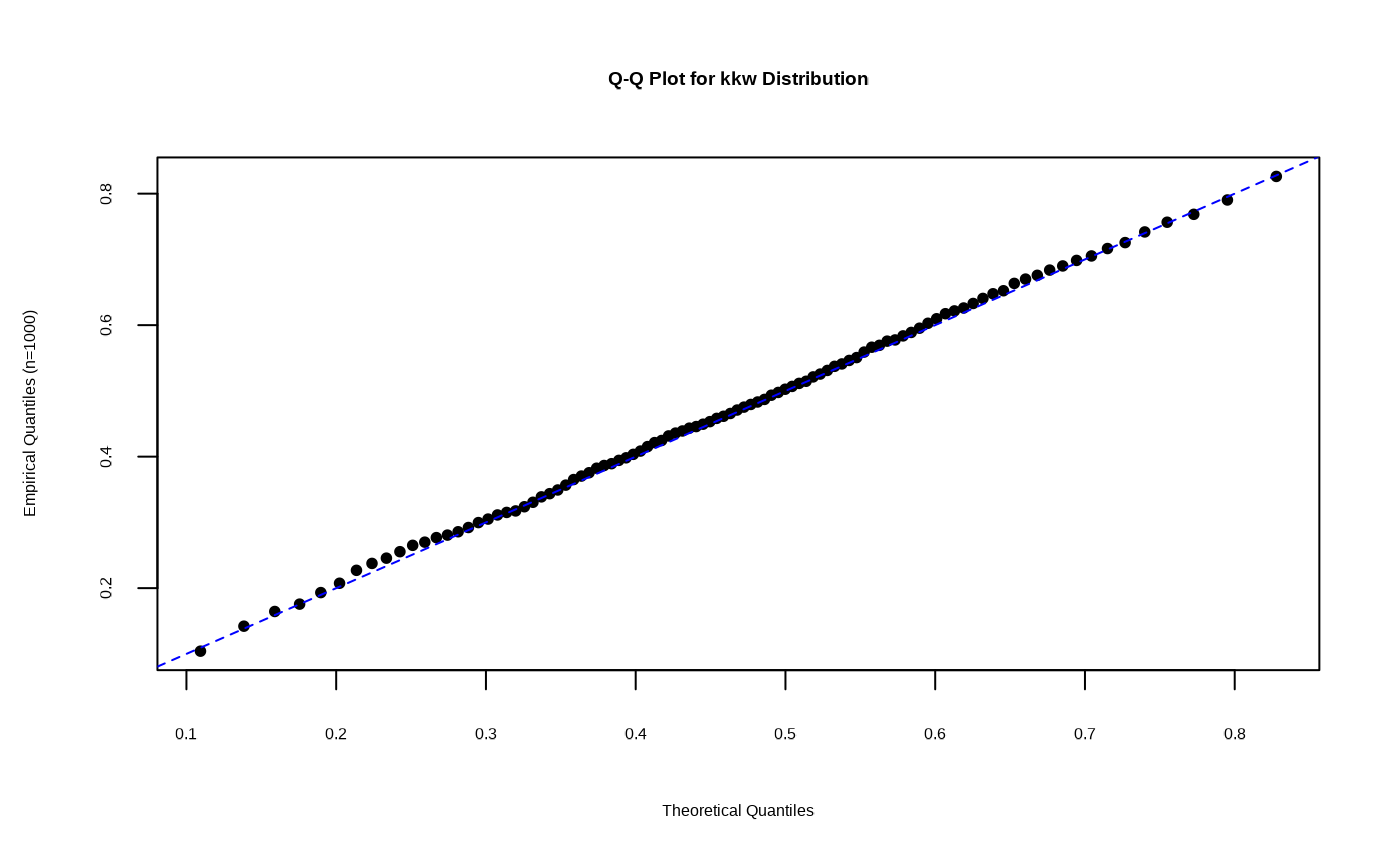 Q-Q Plot for kkw Distribution
Empirical Quantiles (n=1000)
0.8
0.6
0.4
0.2
0.1 0.2 0.3 0.4 0.5 0.6 0.7 0.8
Theoretical Quantiles